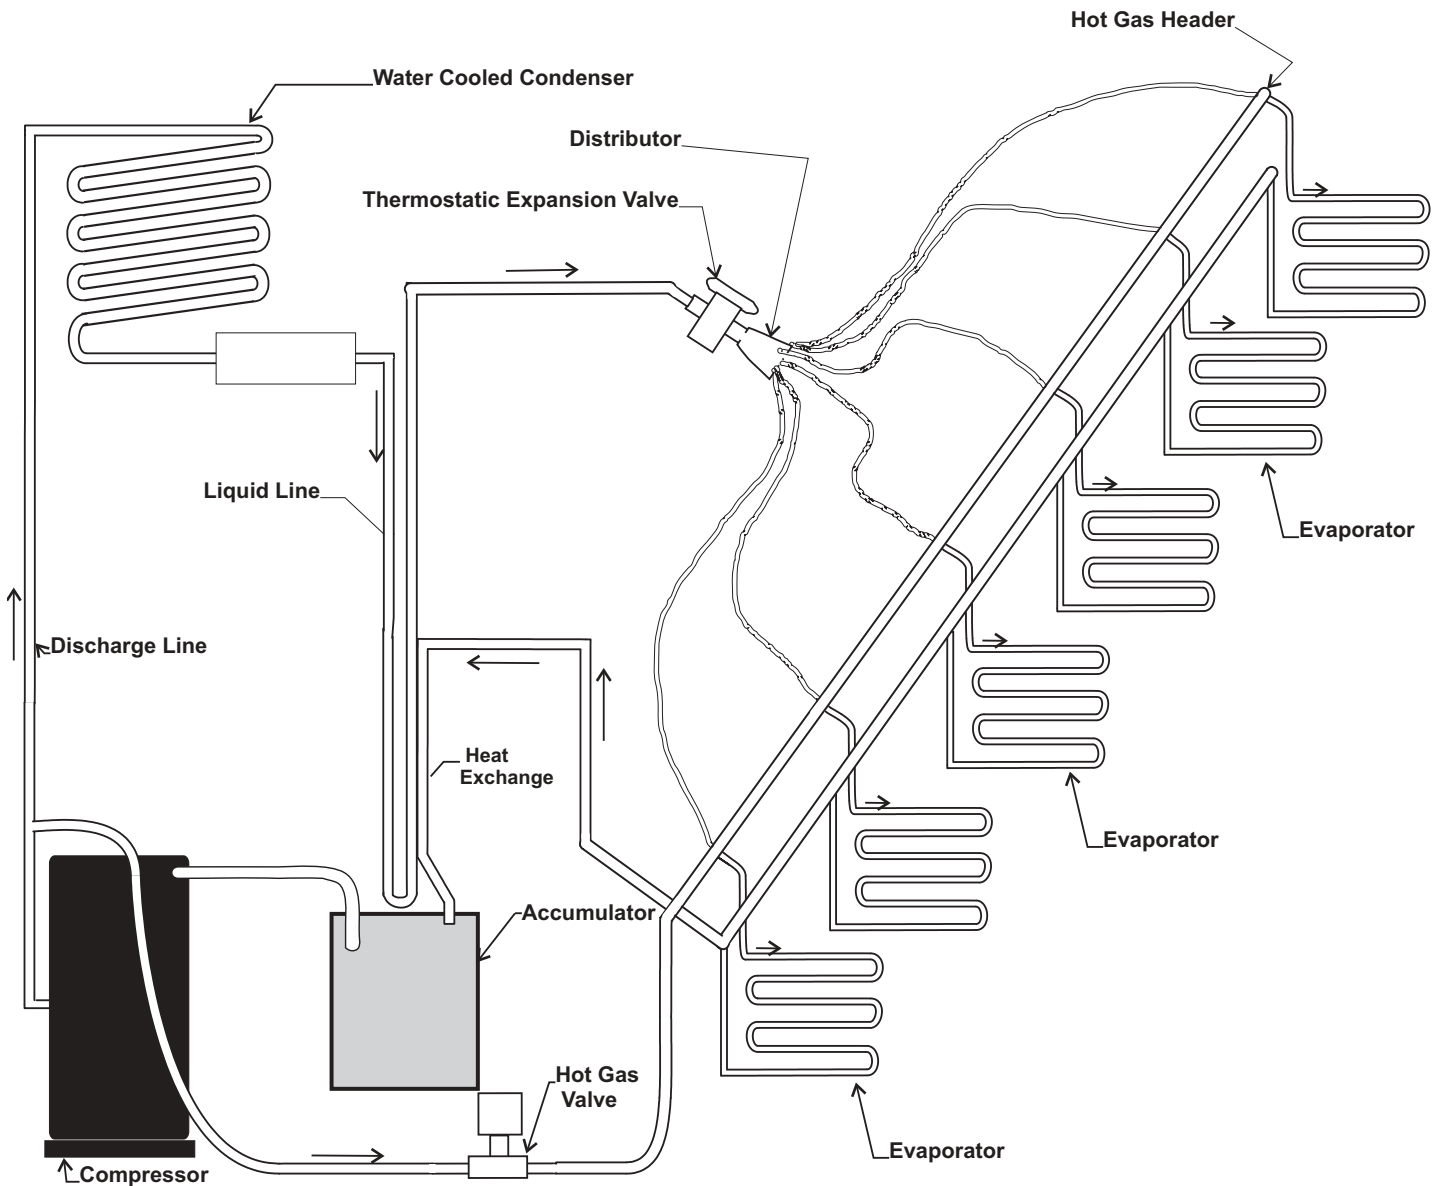 Hot Gas Header
Water Cooled Condenser
Distributor
Thermostatic Expansion Valve
Liquid Line
Evaporator
Discharge Line
Heat
Exchange
Evaporator
Accumulator
Hot Gas
Valve
Evaporator
Compressor